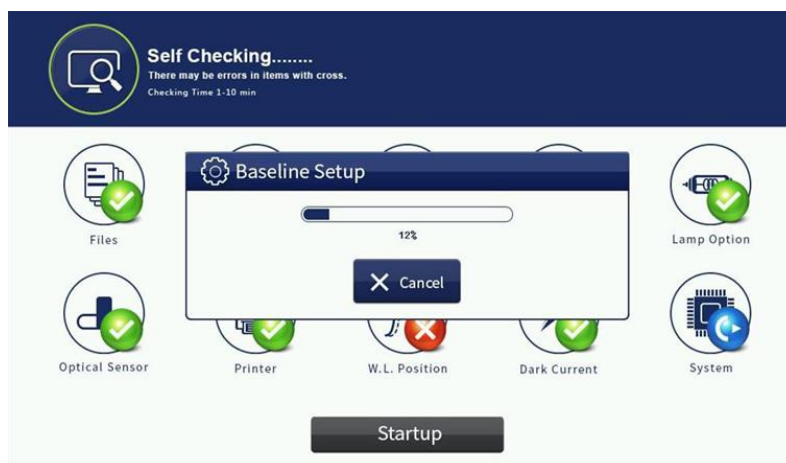 Self Checking........
There may be errors in items with cross.
Checking Time 1-10 min
Baseline Setup
12%
Cancel
Files
Lamp Option
Optical Sensor
Printer
W.L. Position
Dark Current
System
Startup